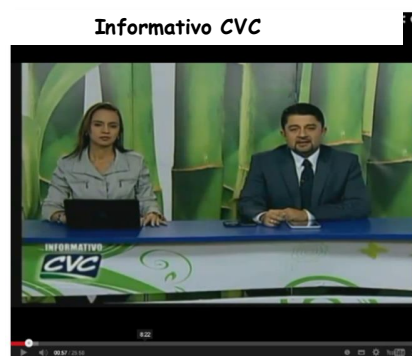 Informativo CVC
INFORMATIVO
CVC
8:22
00:57 / 25:50